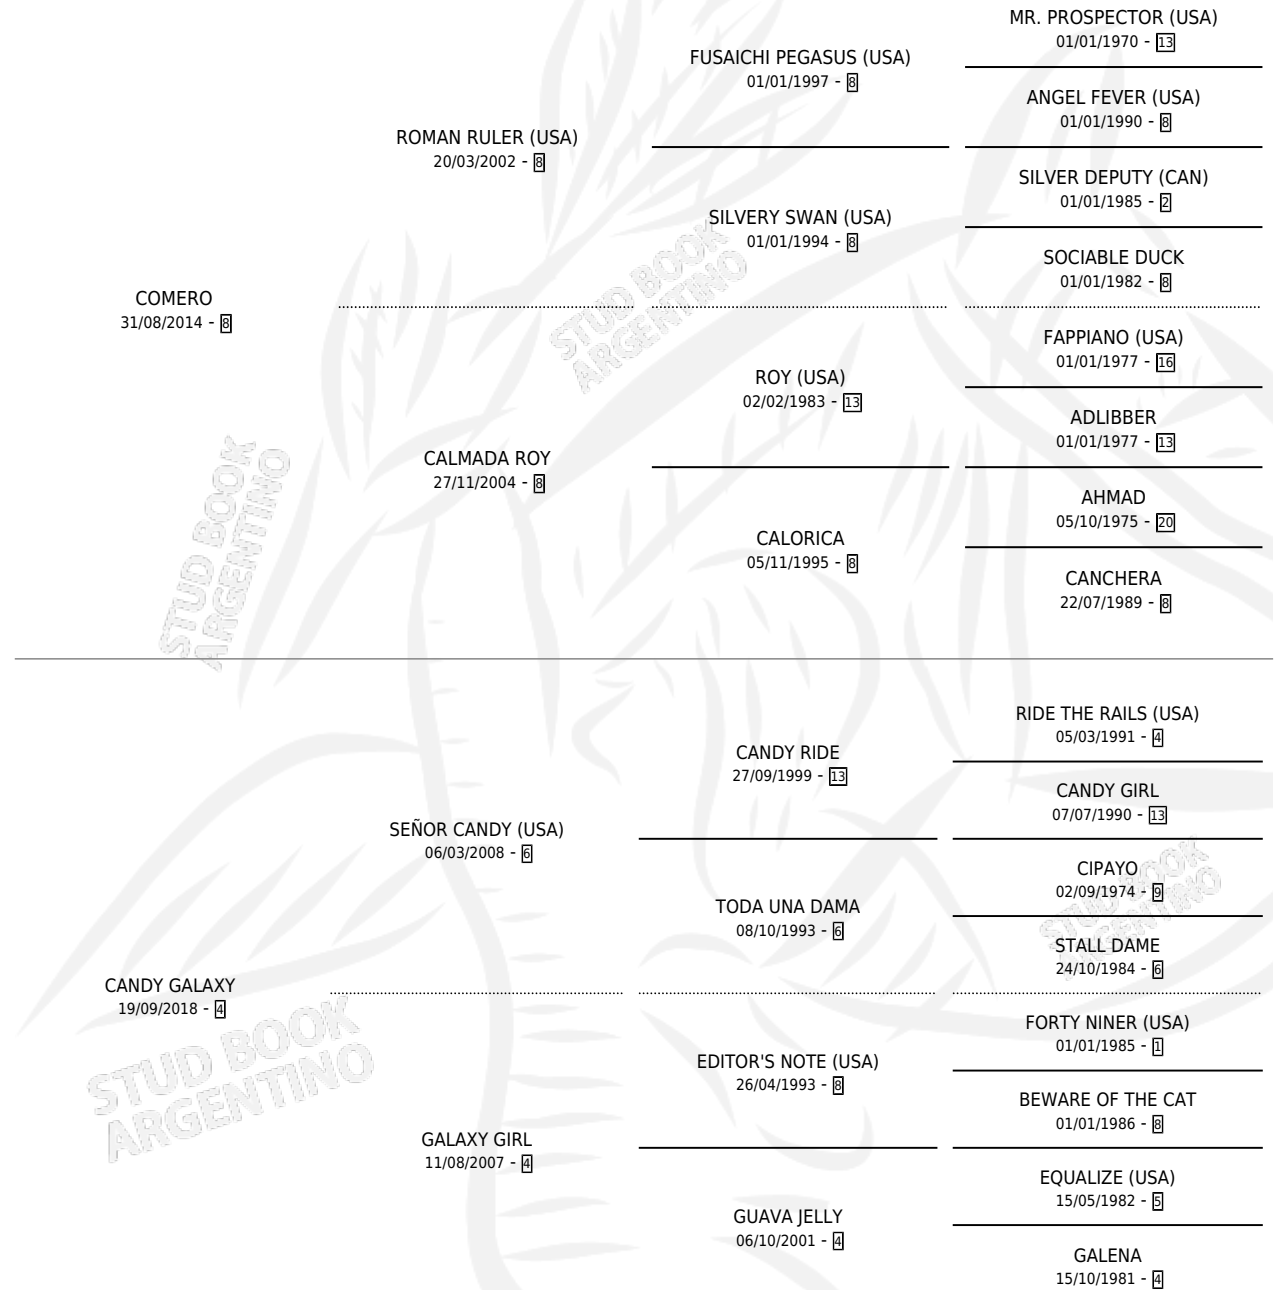 MR. PROSPECTOR (USA)
01/01/1970 - 13
FUSAICHI PEGASUS (USA)
01/01/1997 - 8
ANGEL FEVER (USA)
01/01/1990 - 8
ROMAN RULER (USA)
20/03/2002 - 8
SILVER DEPUTY (CAN)
01/01/1985 - 2
SILVERY SWAN (USA)
01/01/1994 - 8
SOCIABLE DUCK
01/01/1982 - 8
STUD BOOK
ARGENTINO
COMERO
31/08/2014 - 8
FAPPIANO (USA)
01/01/1977 - 16
ROY (USA)
02/02/1983 - 13
ADLIBBER
01/01/1977 - 13
CALMADA ROY
27/11/2004 - 8
AHMAD
05/10/1975 - 20
CALORICA
05/11/1995 - 8
CANCHERA
22/07/1989 - 8
STUD BOOK
ARGENTINO
RIDE THE RAILS (USA)
05/03/1991 - 4
CANDY RIDE
27/09/1999 - 13
CANDY GIRL
07/07/1990 - 13
SEÑOR CANDY (USA)
06/03/2008 - 6
CIPAYO
02/09/1974 - 9
TODA UNA DAMA
08/10/1993 - 6
STALL DAME
24/10/1984 - 6
STUD BOOK
ARGENTINO
CANDY GALAXY
19/09/2018 - 4
FORTY NINER (USA)
01/01/1985 - 1
EDITOR'S NOTE (USA)
26/04/1993 - 8
BEWARE OF THE CAT
01/01/1986 - 8
STUD BOOK
ARGENTINO
GALAXY GIRL
11/08/2007 - 4
EQUALIZE (USA)
15/05/1982 - 5
GUAVA JELLY
06/10/2001 - 4
GALENA
15/10/1981 - 4